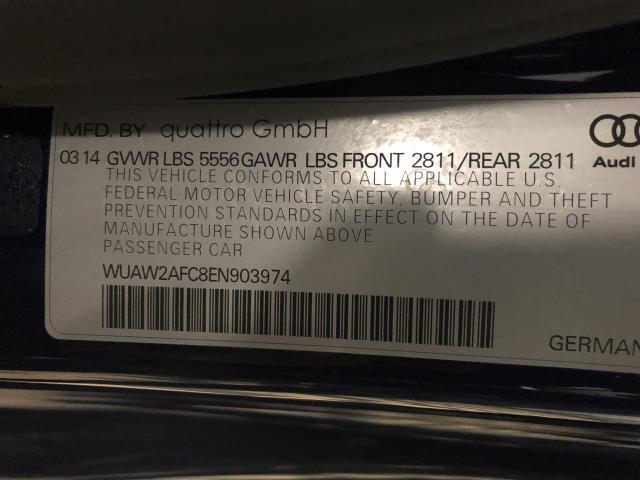 MFD. BY quattro GmbH
03 14 GVWR LBS 5556 GAWR LBS FRONT 2811/REAR 2811
Audi
THIS VEHICLE CONFORMS TO ALL APPLICABLE U.S.
FEDERAL MOTOR VEHICLE SAFETY, BUMPER AND THEFT
PREVENTION STANDARDS IN EFFECT ON THE DATE OF
MANUFACTURE SHOWN ABOVE
PASSENGER CAR
WUAW2AFC8EN903974
GERMAN